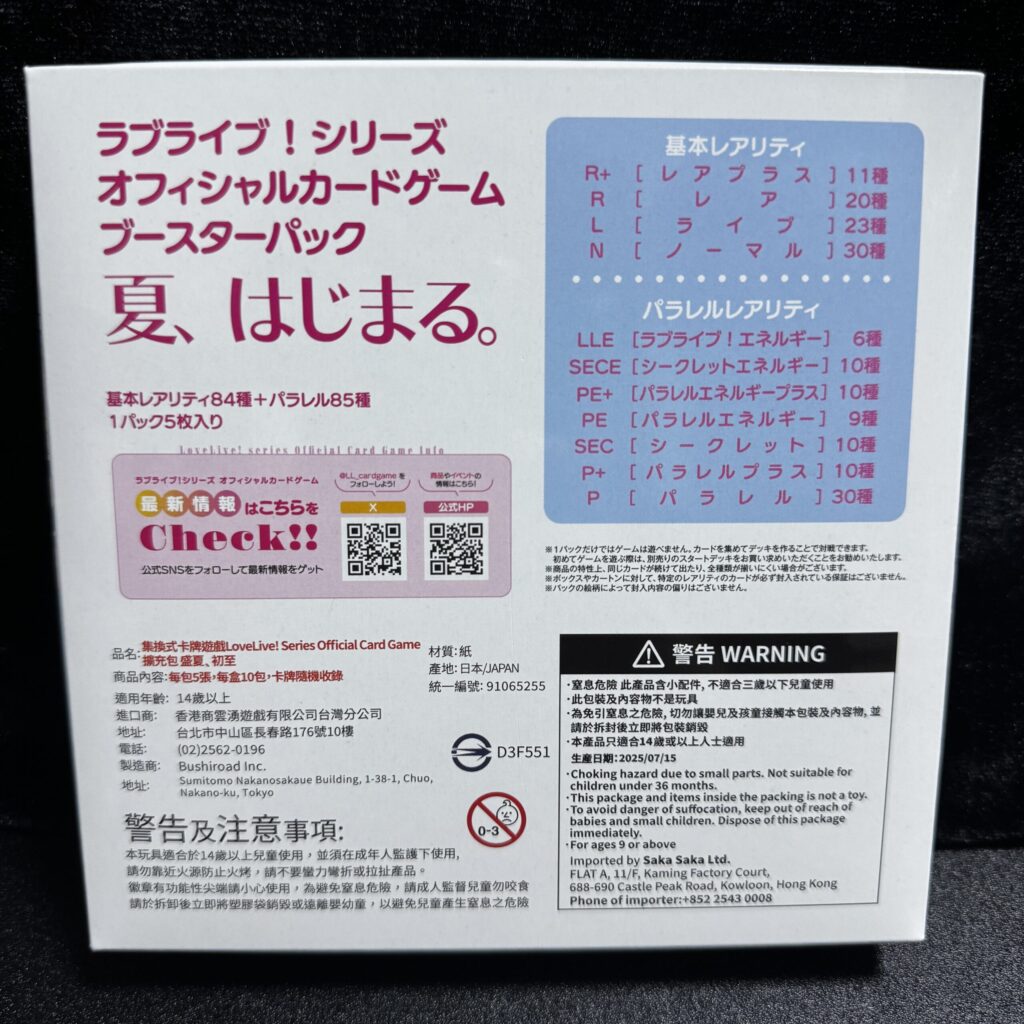 ラブライブ！シリーズ
オフィシャルカードゲーム
ブースターパック
夏、はじまる。
基本レアリティ84種＋パラレル85種
1パック5枚入り
LoveLive! series Official Card Game Info
ラブライブ！シリーズ オフィシャルカードゲーム
最新情報はこちらを
Check!!
公式SNSをフォローして最新情報をゲット
@LL_cardgame を
フォローしよう!
X
商品やイベントの
情報はこちら!
公式HP
基本レアリティ
R+ [レアプラス] 11種
R [レア] 20種
L [ライブ] 23種
N [ノーマル] 30種
パラレルレアリティ
LLE [ラブライブ！エネルギー] 6種
SECE [シークレットエネルギー] 10種
PE+ [パラレルエネルギープラス] 10種
PE [パラレルエネルギー] 9種
SEC [シークレット] 10種
P+ [パラレルプラス] 10種
P [パラレル] 30種
※1パックだけではゲームは遊べません。カードを集めてデッキを作ることで対戦できます。
初めてゲームを遊ぶ際は、別売りのスタートデッキをお買い求めいただくことをお勧めいたします。
※商品の特性上、同じカードが続けて出たり、全種類が揃いにくい場合がございます。
※ボックスやカートンに対して、特定のレアリティのカードが必ず封入されている保証はございません。
※パックの絵柄によって封入内容の偏りはございません。
品名: 集換式卡牌遊戲LoveLive! Series Official Card Game
擴充包 盛夏、初至
商品內容: 每包5張，每盒10包，卡牌隨機收錄
適用年齡: 14歲以上
進口商: 香港商雲湧遊戲有限公司台灣分公司
地址: 台北市中山區長春路176號10樓
電話: (02)2562-0196
製造商: Bushiroad Inc.
地址: Sumitomo Nakanosakaue Building, 1-38-1, Chuo,
Nakano-ku, Tokyo
材質: 紙
產地: 日本/JAPAN
統一編號: 91065255
D3F551
0-3
警告及注意事項:
本玩具適合於14歲以上兒童使用，並須在成年人監護下使用,
請勿靠近火源防止火烤，請不要蠻力彎折或拉扯產品。
徽章有功能性尖端請小心使用，為避免窒息危險，請成人監督兒童勿咬食
請於拆卸後立即將塑膠袋銷毀或遠離嬰幼童，以避免兒童產生窒息之危險
警告 WARNING
·窒息危險 此產品含小配件, 不適合三歲以下兒童使用
·此包裝及內容物不是玩具
·為免引窒息之危險, 切勿讓嬰兒及孩童接觸本包裝及內容物, 並
請於拆封後立即將包裝銷毀
·本產品只適合14歲或以上人士適用
生產日期: 2025/07/15
·Choking hazard due to small parts. Not suitable for
children under 36 months.
·This package and items inside the packing is not a toy.
·To avoid danger of suffocation, keep out of reach of
babies and small children. Dispose of this package
immediately.
·For ages 9 or above
Imported by Saka Saka Ltd.
FLAT A, 11/F, Kaming Factory Court,
688-690 Castle Peak Road, Kowloon, Hong Kong
Phone of importer:+852 2543 0008